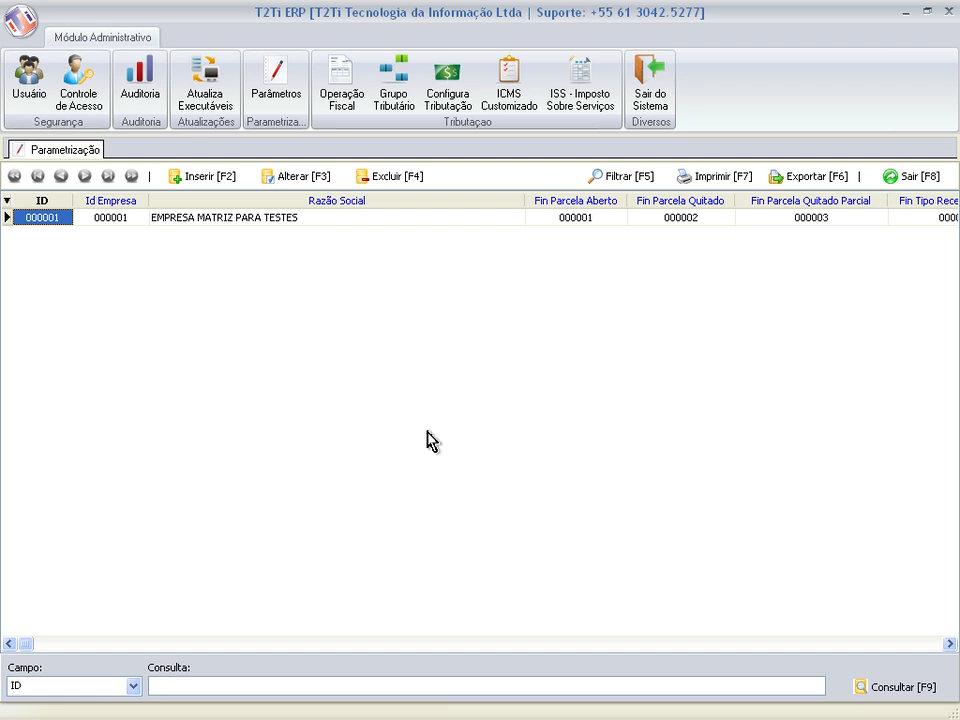 T2Ti ERP [T2Ti Tecnologia da Informação Ltda | Suporte: +55 61 3042.5277]
Módulo Administrativo
Usuário
Controle de Acesso
Segurança
Auditoria
Auditoria
Atualiza Executáveis
Atualizações
Parâmetros
Parametriza...
Operação Fiscal
Grupo Tributário
Configura Tributação
ICMS Customizado
ISS - Imposto Sobre Serviços
Tributaçao
Sair do Sistema
Diversos
Parametrização
| Inserir [F2] Alterar [F3] Excluir [F4] Filtrar [F5] Imprimir [F7] Exportar [F6] | Sair [F8]
ID Id Empresa Razão Social Fin Parcela Aberto Fin Parcela Quitado Fin Parcela Quitado Parcial Fin Tipo Rece
000001 000001 EMPRESA MATRIZ PARA TESTES 000001 000002 000003 000
Campo: Consulta:
ID Consultar [F9]